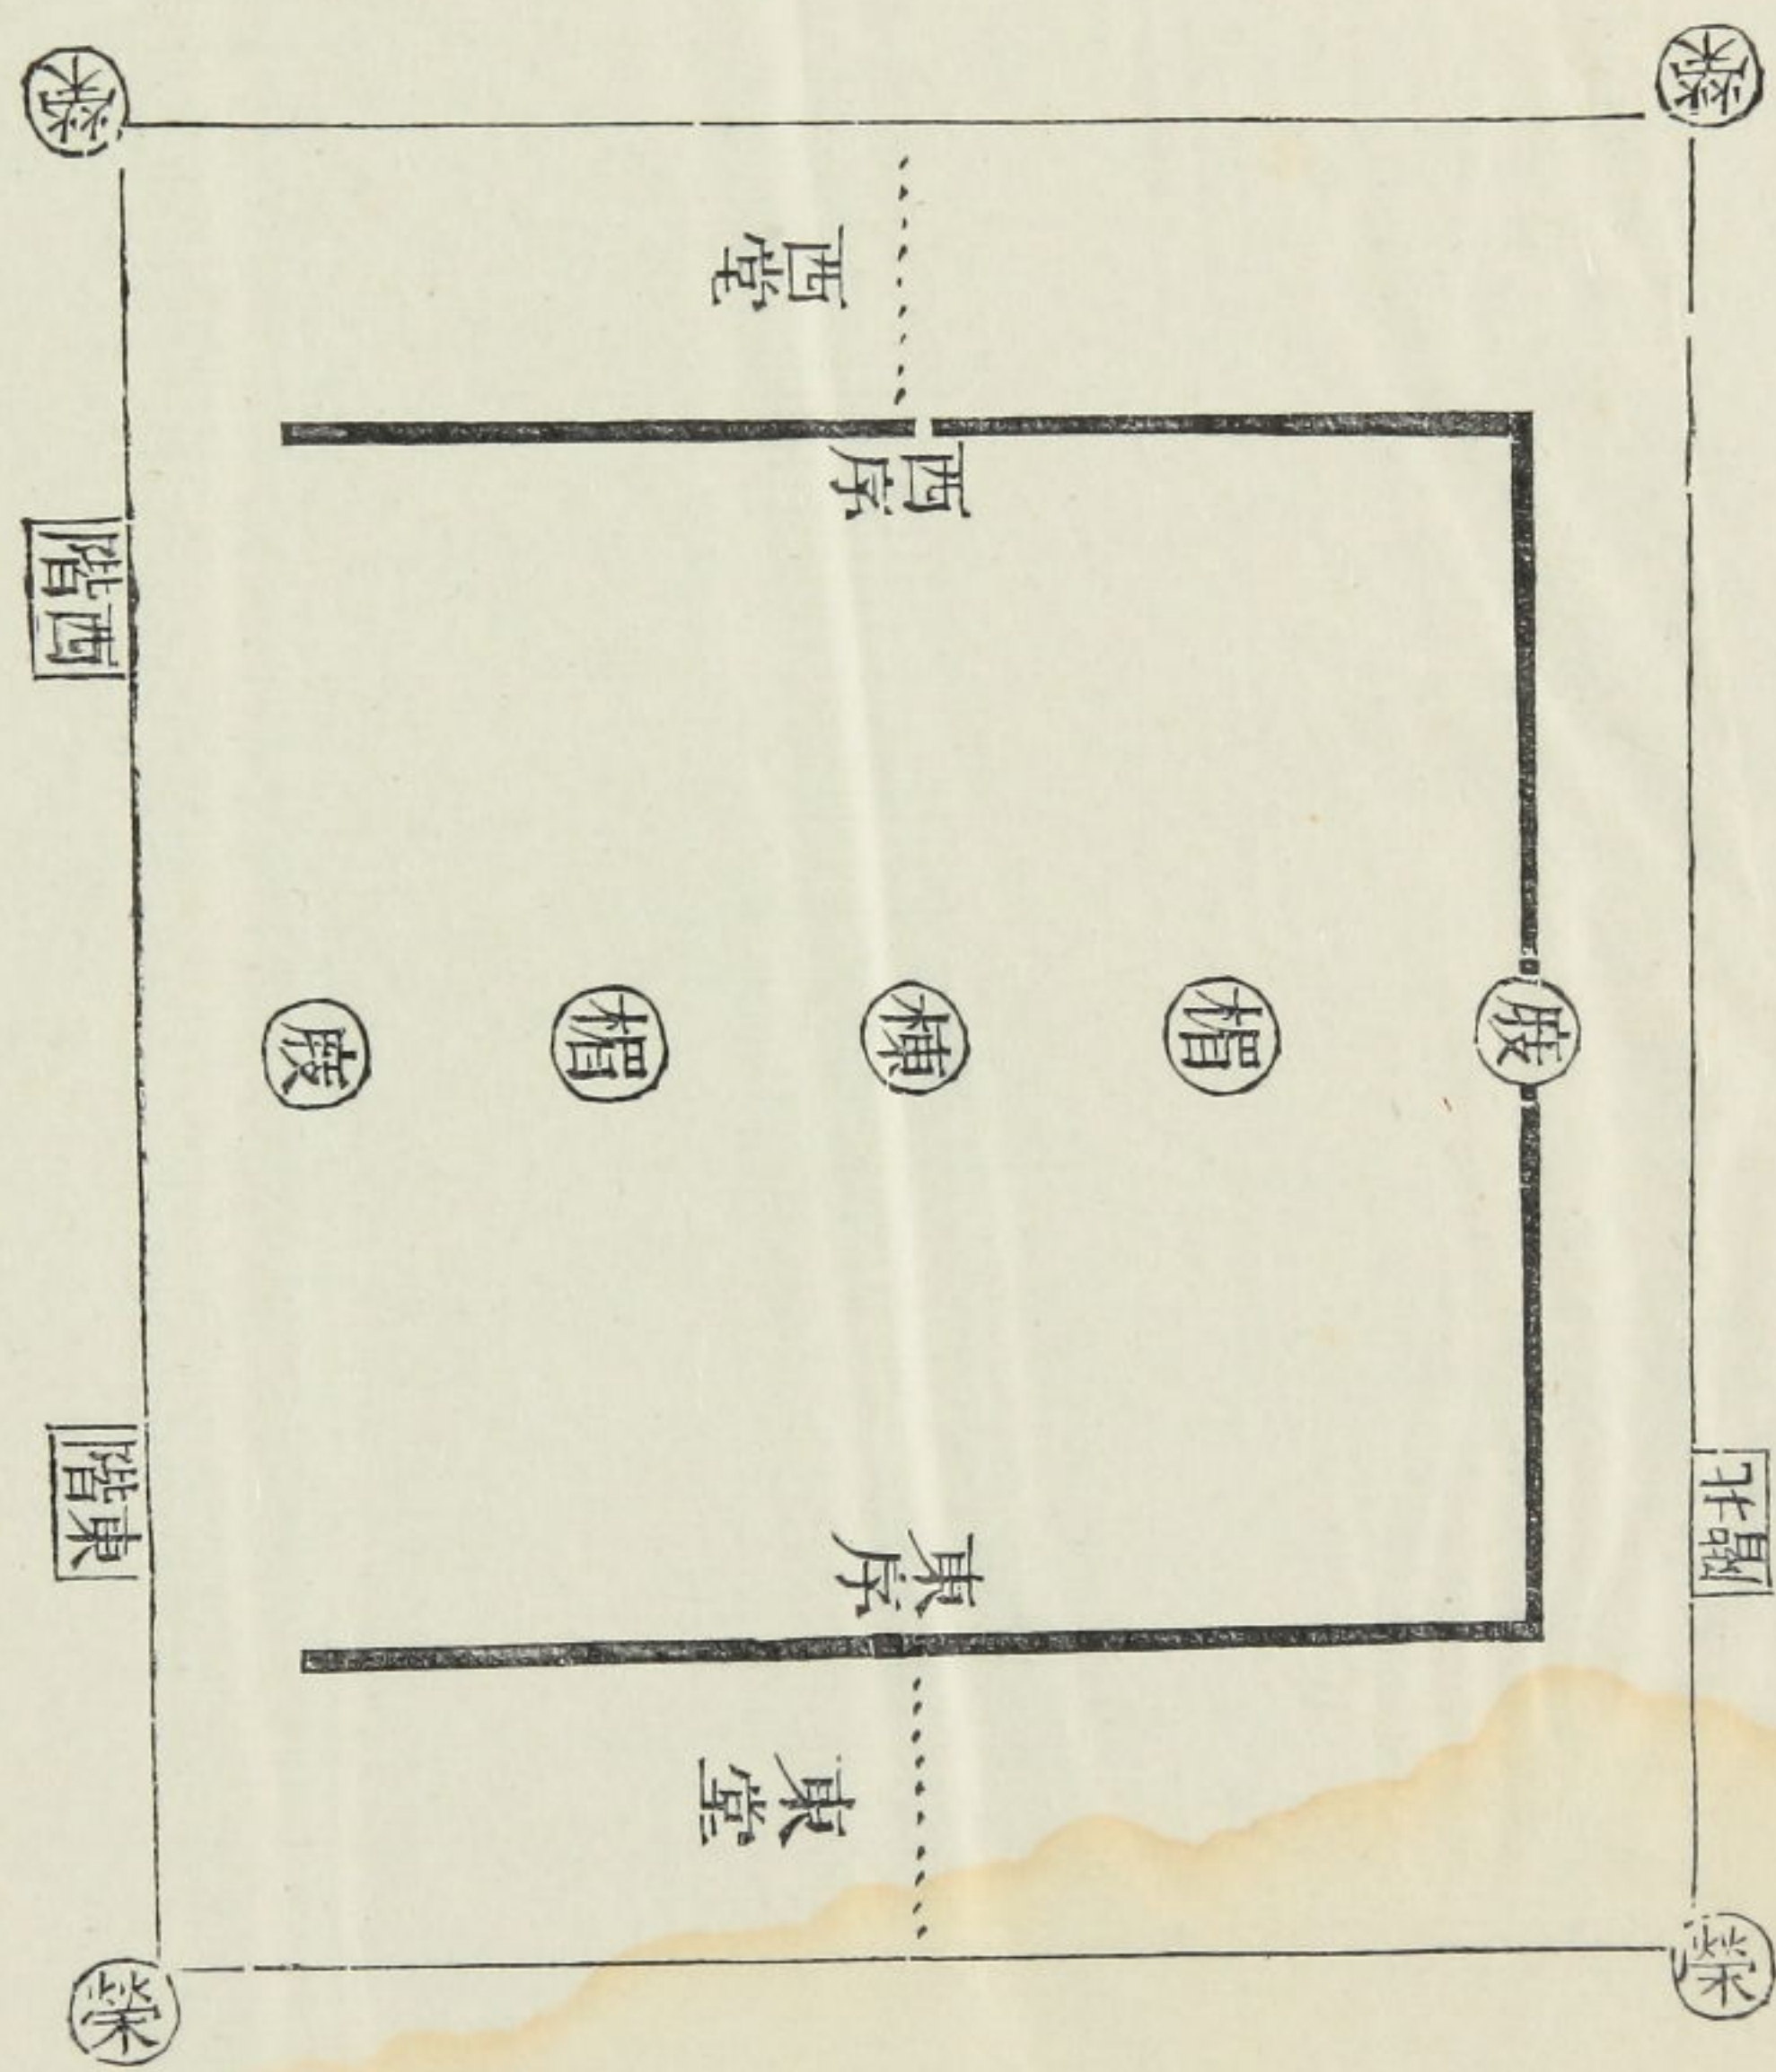 榮
北階
榮
庪
楣
東序
棟
西序
東堂
西堂
楣
庪
東階
西階
榮
榮